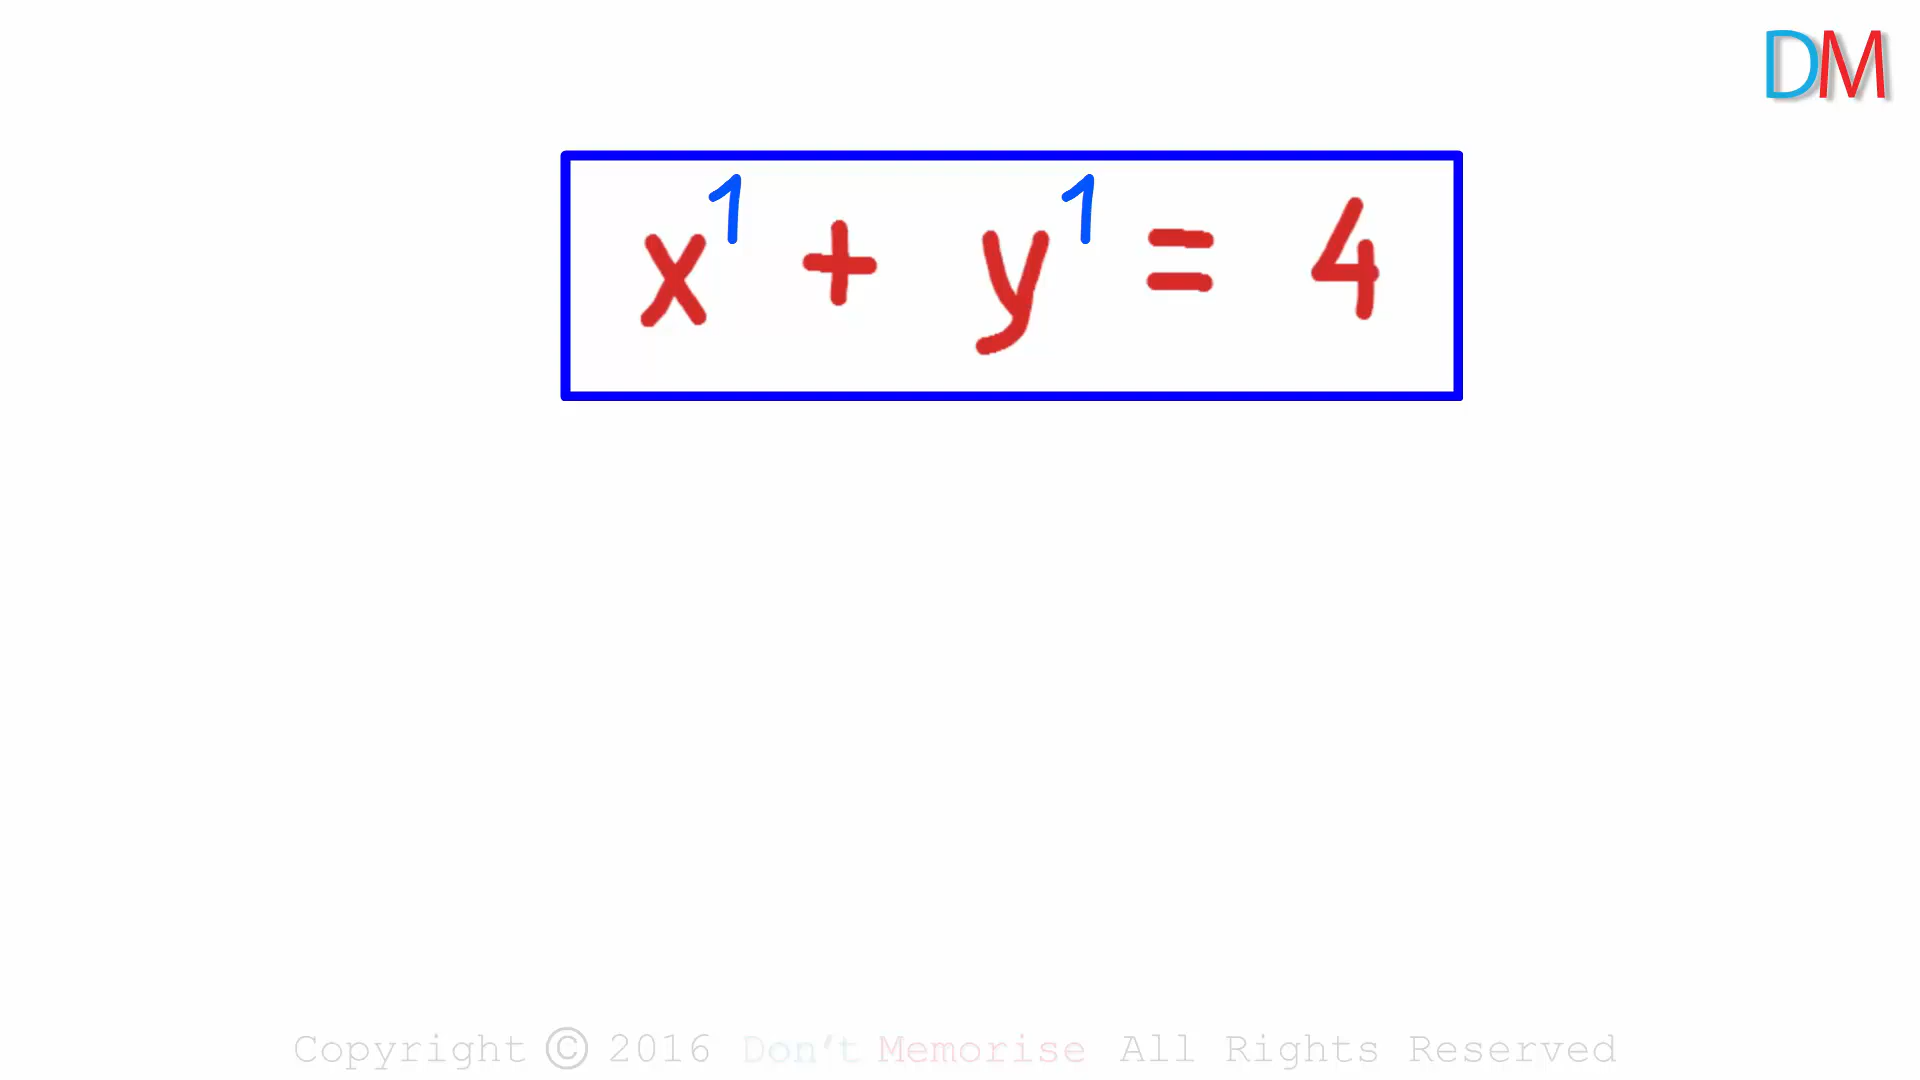 DM
x¹ + y¹ = 4
Copyright © 2016 Don't Memorise All Rights Reserved